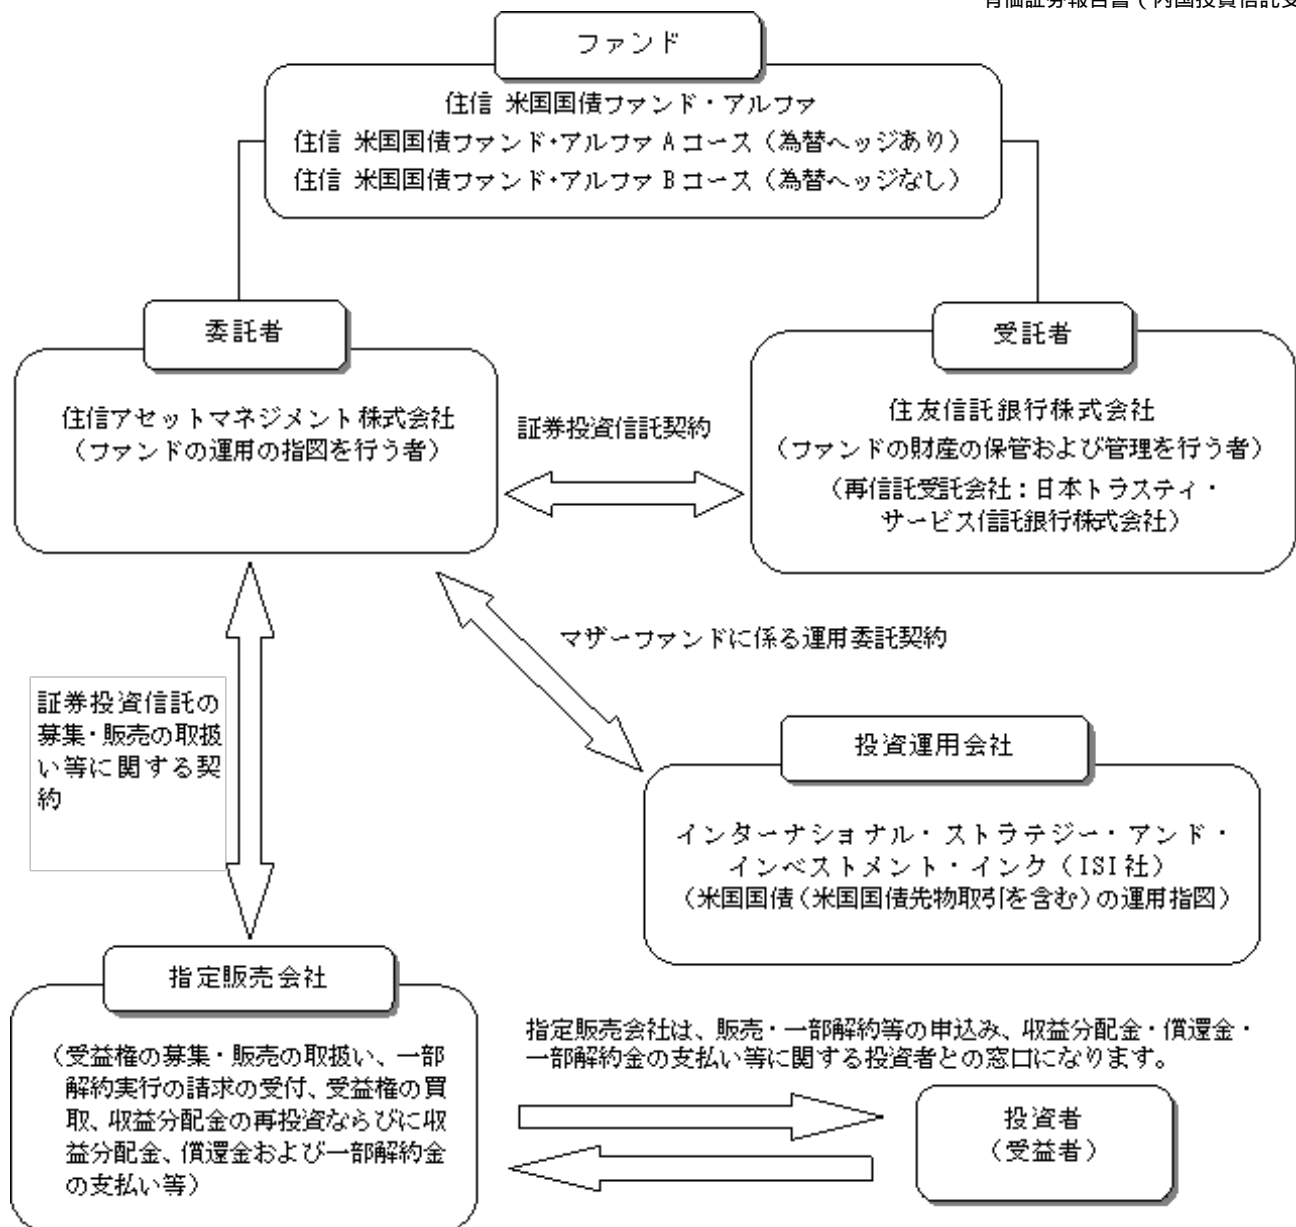 ファンド
住信 米国国債ファンド・アルファ
住信 米国国債ファンド・アルファ Aコース（為替ヘッジあり）
住信 米国国債ファンド・アルファ Bコース（為替ヘッジなし）
委託者
住信アセットマネジメント株式会社
（ファンドの運用の指図を行う者）
証券投資信託契約
受託者
住友信託銀行株式会社
（ファンドの財産の保管および管理を行う者）
（再信託受託会社：日本トラスティ・
サービス信託銀行株式会社）
マザーファンドに係る運用委託契約
証券投資信託の
募集・販売の取扱
い等に関する契
約
投資運用会社
インターナショナル・ストラテジー・アンド・
インベストメント・インク（ISI社）
（米国国債（米国国債先物取引を含む）の運用指図）
指定販売会社
（受益権の募集・販売の取扱い、一部
解約実行の請求の受付、受益権の買
取、収益分配金の再投資ならびに収
益分配金、償還金および一部解約金
の支払い等）
指定販売会社は、販売・一部解約等の申込み、収益分配金・償還金・
一部解約金の支払い等に関する投資者との窓口になります。
投資者
（受益者）